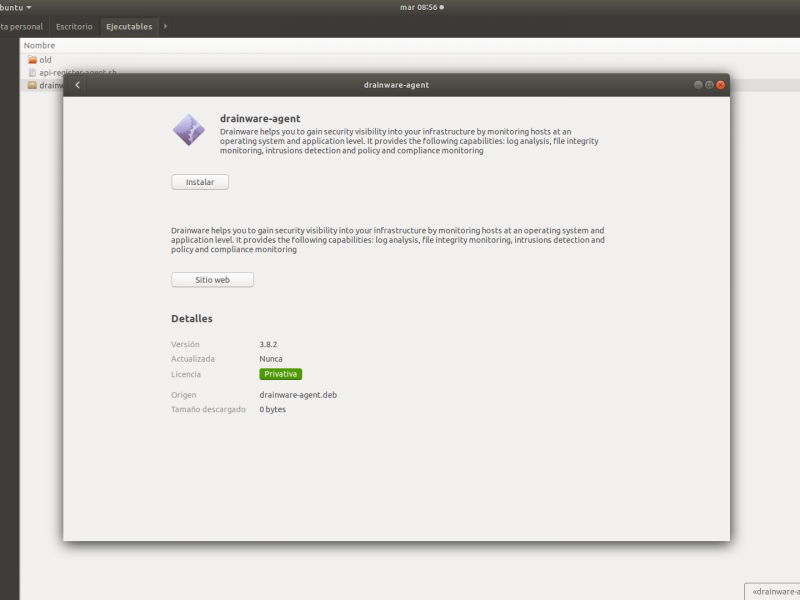 mar 08:56
Escritorio
Ejecutables
Nombre
old
api-register-agent.sh
drainware-agent
drainware-agent
Drainware helps you to gain security visibility into your infrastructure by monitoring hosts at an
operating system and application level. It provides the following capabilities: log analysis, file integrity
monitoring, intrusions detection and policy and compliance monitoring
Instalar
Drainware helps you to gain security visibility into your infrastructure by monitoring hosts at an operating system and
application level. It provides the following capabilities: log analysis, file integrity monitoring, intrusions detection and
policy and compliance monitoring
Sitio web
Detalles
Versión 3.8.2
Actualizada Nunca
Licencia Privativa
Origen drainware-agent.deb
Tamaño descargado 0 bytes